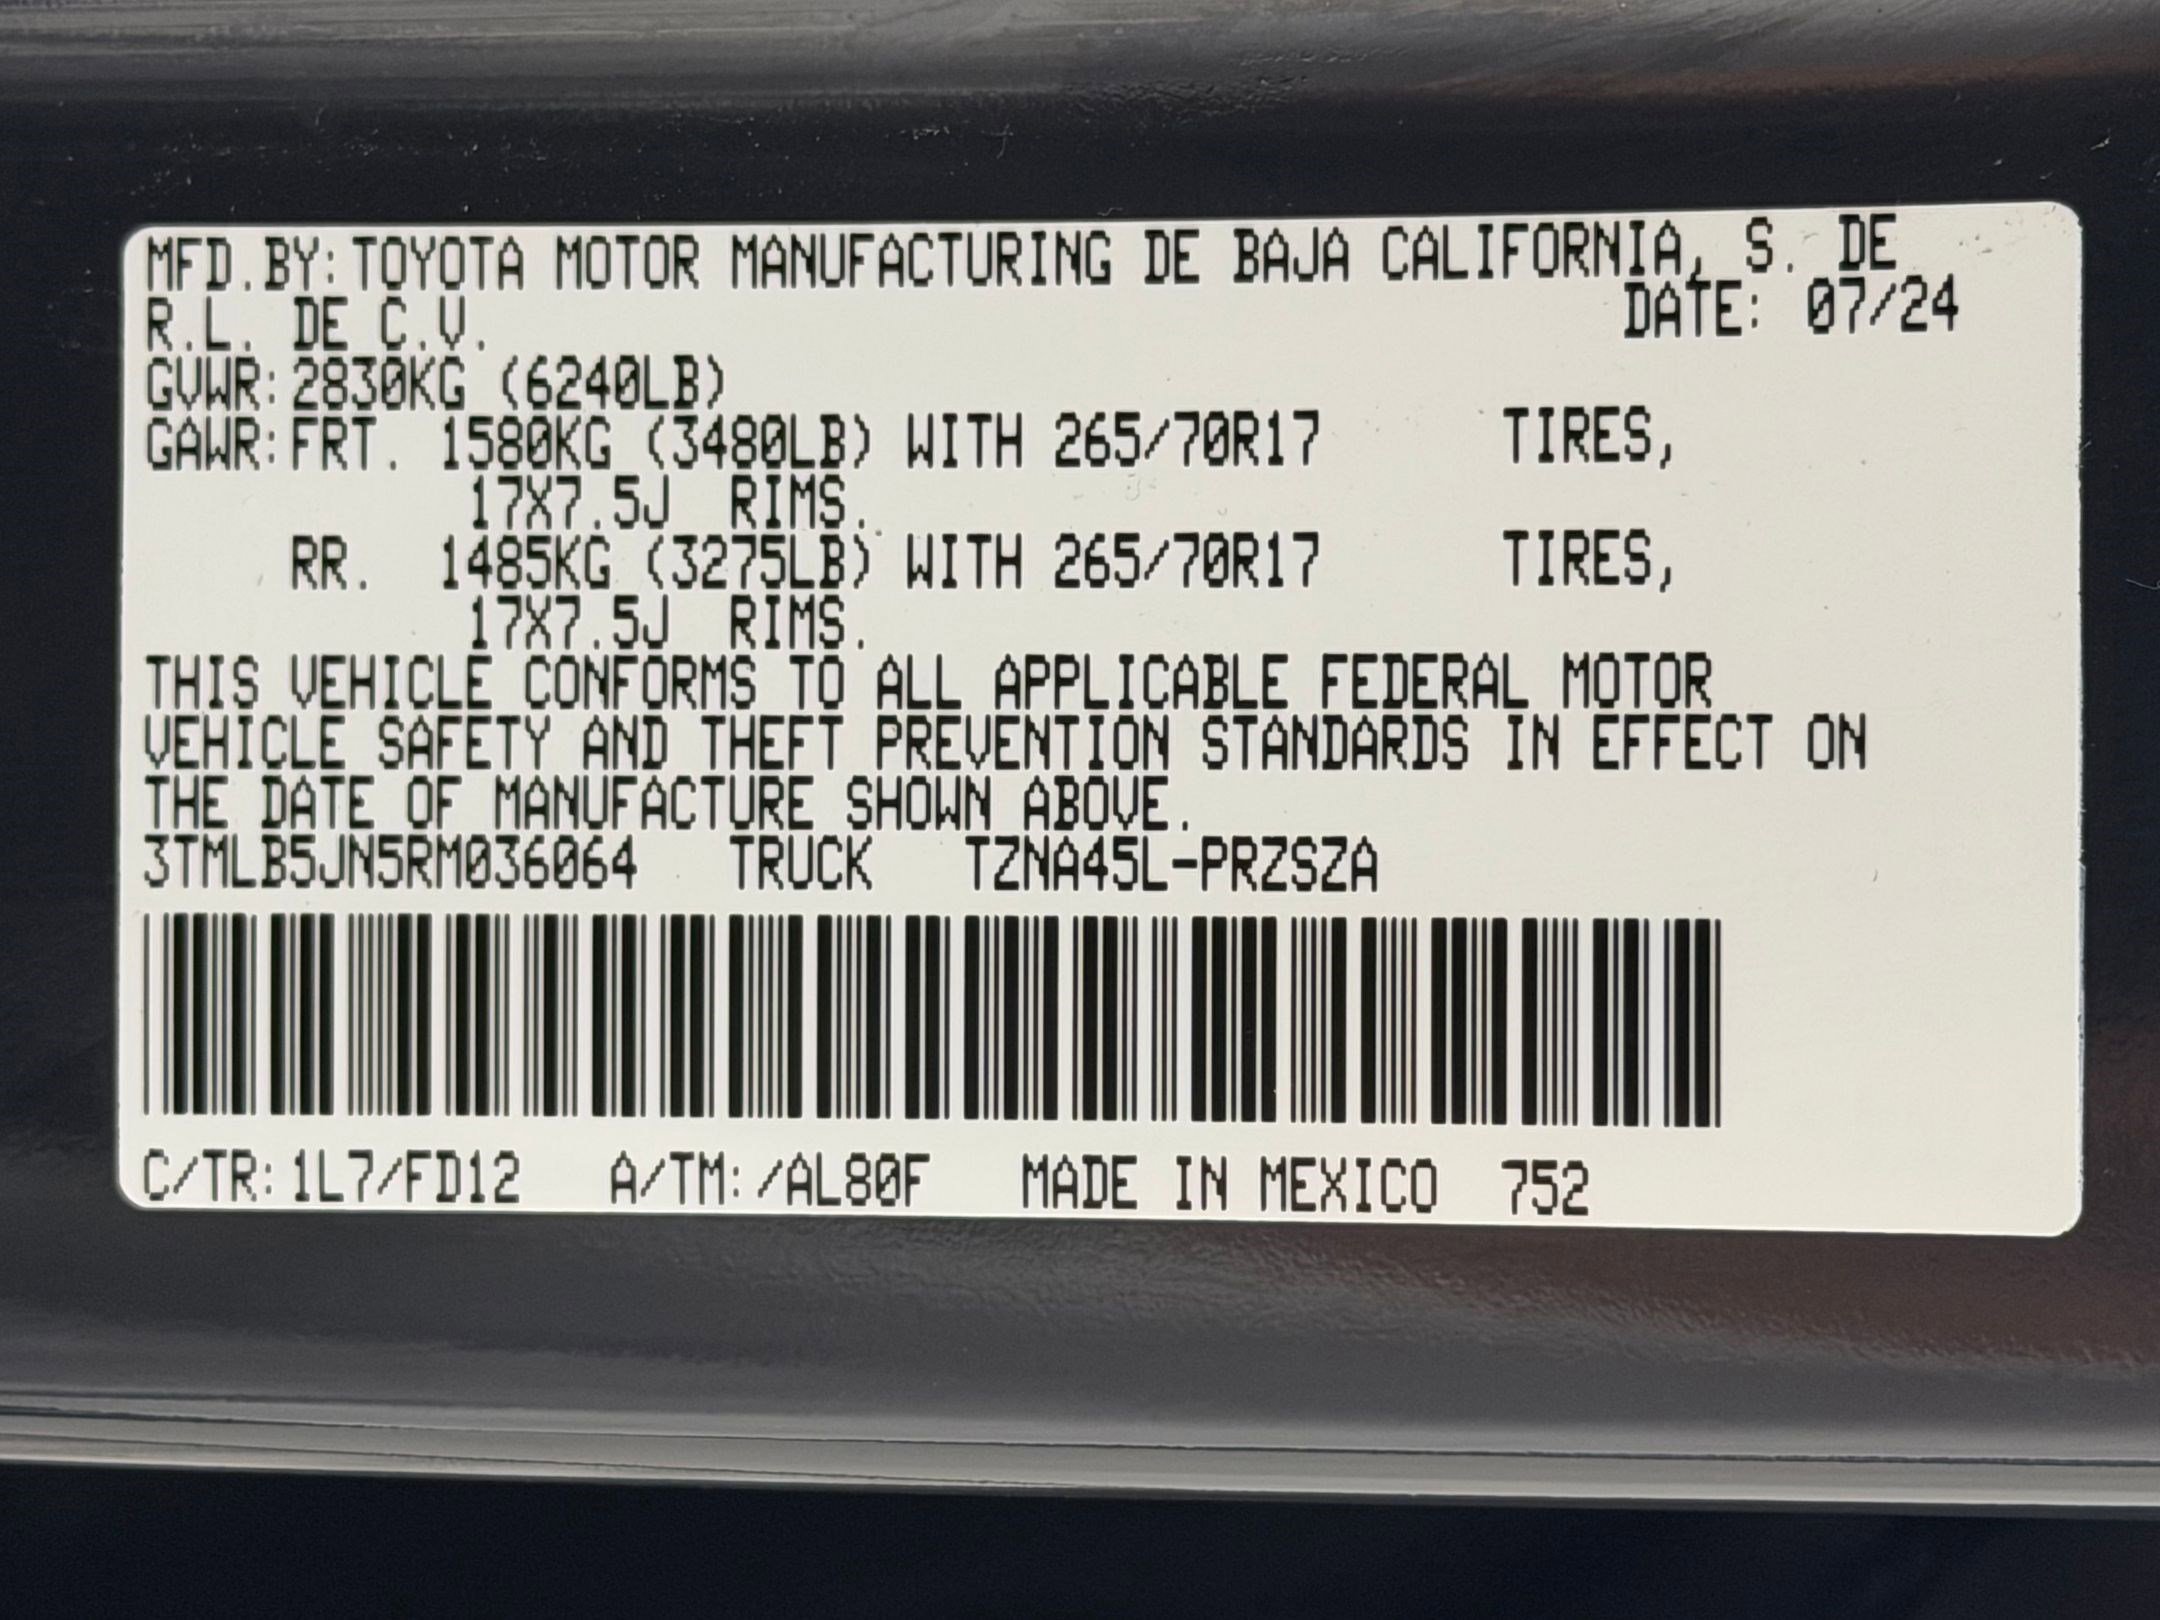 MFD.BY:TOYOTA MOTOR MANUFACTURING DE BAJA CALIFORNIA, S. DE
R.L. DE C.V. DATE: 07/24
GVWR:2830KG (6240LB)
GAWR:FRT. 1580KG (3480LB) WITH 265/70R17 TIRES,
17X7.5J RIMS.
RR. 1485KG (3275LB) WITH 265/70R17 TIRES,
17X7.5J RIMS.
THIS VEHICLE CONFORMS TO ALL APPLICABLE FEDERAL MOTOR
VEHICLE SAFETY AND THEFT PREVENTION STANDARDS IN EFFECT ON
THE DATE OF MANUFACTURE SHOWN ABOVE.
3TMLB5JN5RM036064 TRUCK TZNA45L-PRZSZA
C/TR:1L7/FD12 A/TM:/AL80F MADE IN MEXICO 752